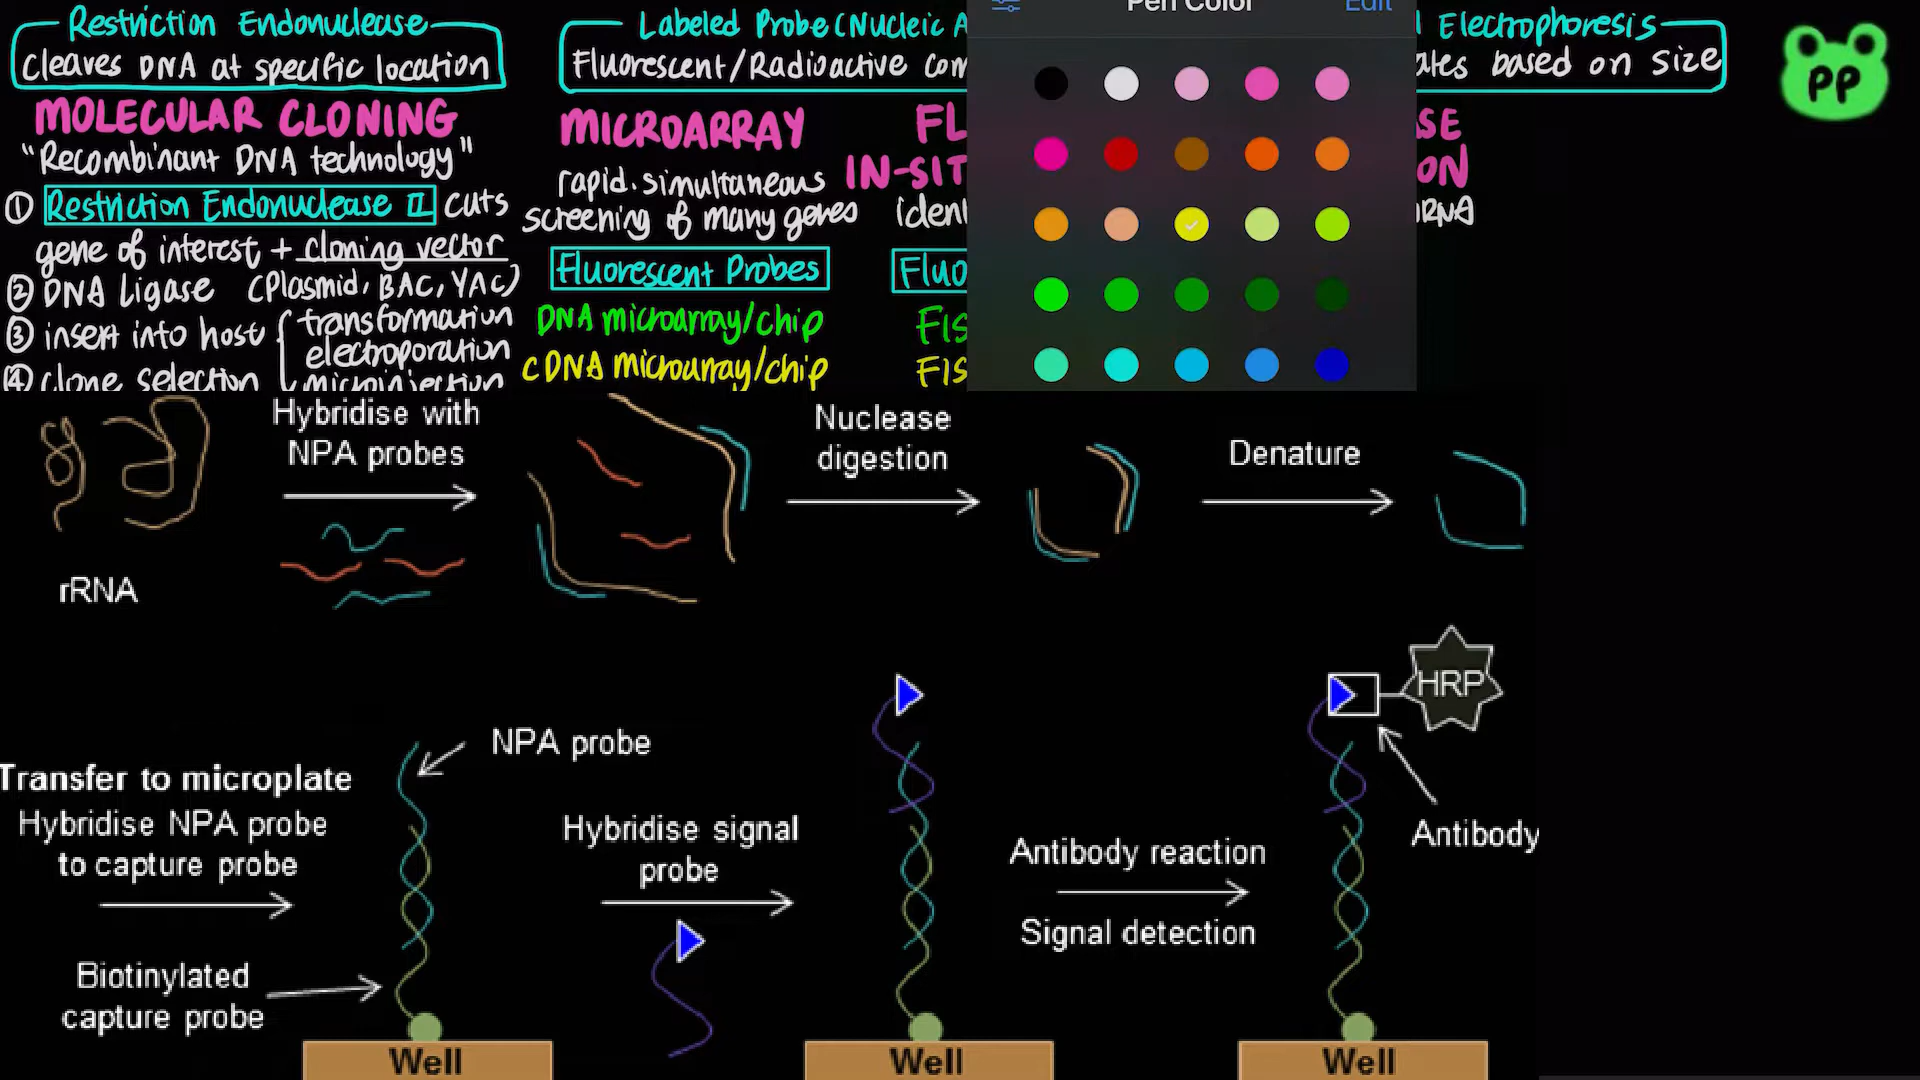 Restriction Endonuclease
cleaves DNA at specific location
MOLECULAR CLONING
"Recombinant DNA technology"
① Restriction Endonuclease II cuts
gene of interest + cloning vector
② DNA Ligase (Plasmid, BAC, YAC)
③ insert into host { transformation
electroporation
④ clone selection microinjection
Labeled Probe (Nucleic A
Fluorescent/Radioactive com
MICROARRAY
rapid. simultaneous
screening of many genes
Fluorescent Probes
DNA microarray/chip
cDNA microarray/chip
FL
IN-SIT
iden
Fluo
FIS
FIS
Pen Color
Edit
l Electrophoresis
ates based on size
SE
ON
RNA
PP
Hybridise with
NPA probes
Nuclease
digestion
Denature
rRNA
Transfer to microplate
Hybridise NPA probe
to capture probe
NPA probe
Biotinylated
capture probe
Well
Hybridise signal
probe
Well
Antibody reaction
Signal detection
HRP
Antibody
Well